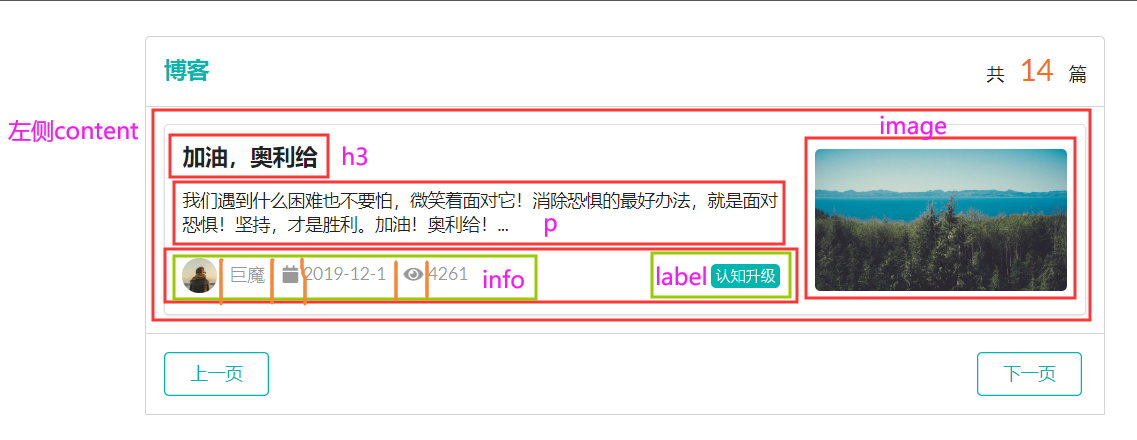 博客
共 14 篇
左侧content
image
加油，奥利给 h3
我们遇到什么困难也不要怕，微笑着面对它！消除恐惧的最好办法，就是面对
恐惧！坚持，才是胜利。加油！奥利给！...
p
巨魔 2019-12-1 4261 info label 认知升级
上一页 下一页